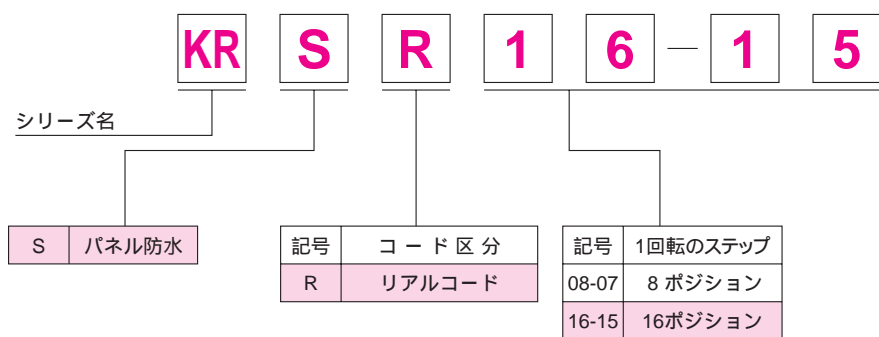 KR S R 1 6 — 1 5
シリーズ名
S パネル防水
記号 コード区分
R リアルコード
記号 1回転のステップ
08-07 8 ポジション
16-15 16ポジション